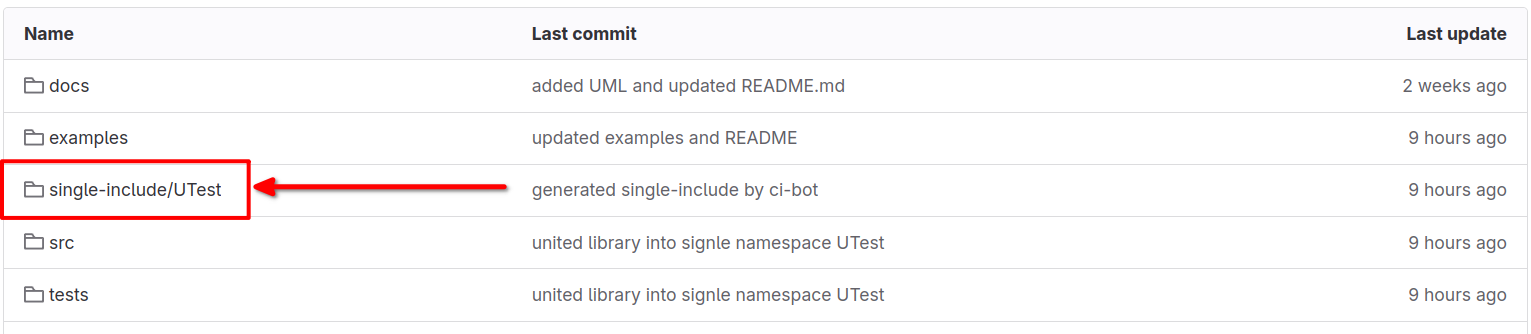 Name Last commit Last update
docs added UML and updated README.md 2 weeks ago
examples updated examples and README 9 hours ago
single-include/UTest generated single-include by ci-bot 9 hours ago
src united library into signle namespace UTest 9 hours ago
tests united library into signle namespace UTest 9 hours ago